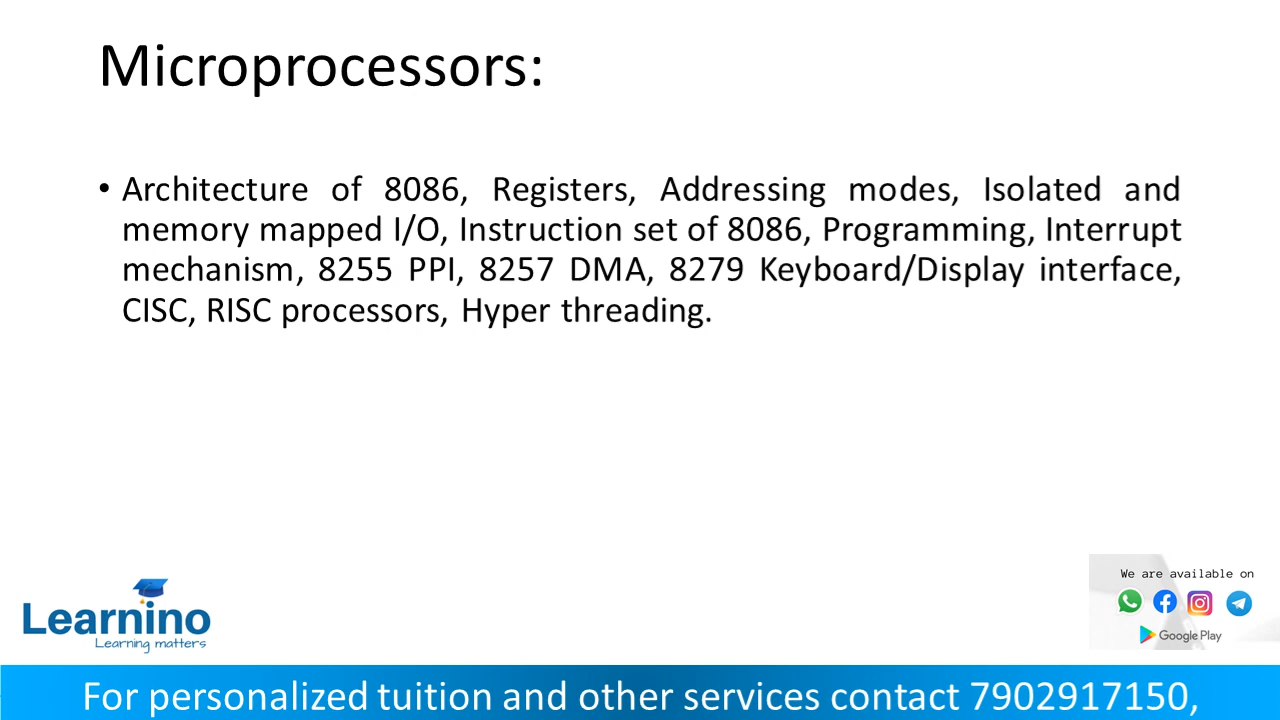 Microprocessors:
• Architecture of 8086, Registers, Addressing modes, Isolated and
memory mapped I/O, Instruction set of 8086, Programming, Interrupt
mechanism, 8255 PPI, 8257 DMA, 8279 Keyboard/Display interface,
CISC, RISC processors, Hyper threading.
We are available on
Google Play
Learnino
Learning matters
For personalized tuition and other services contact 7902917150,